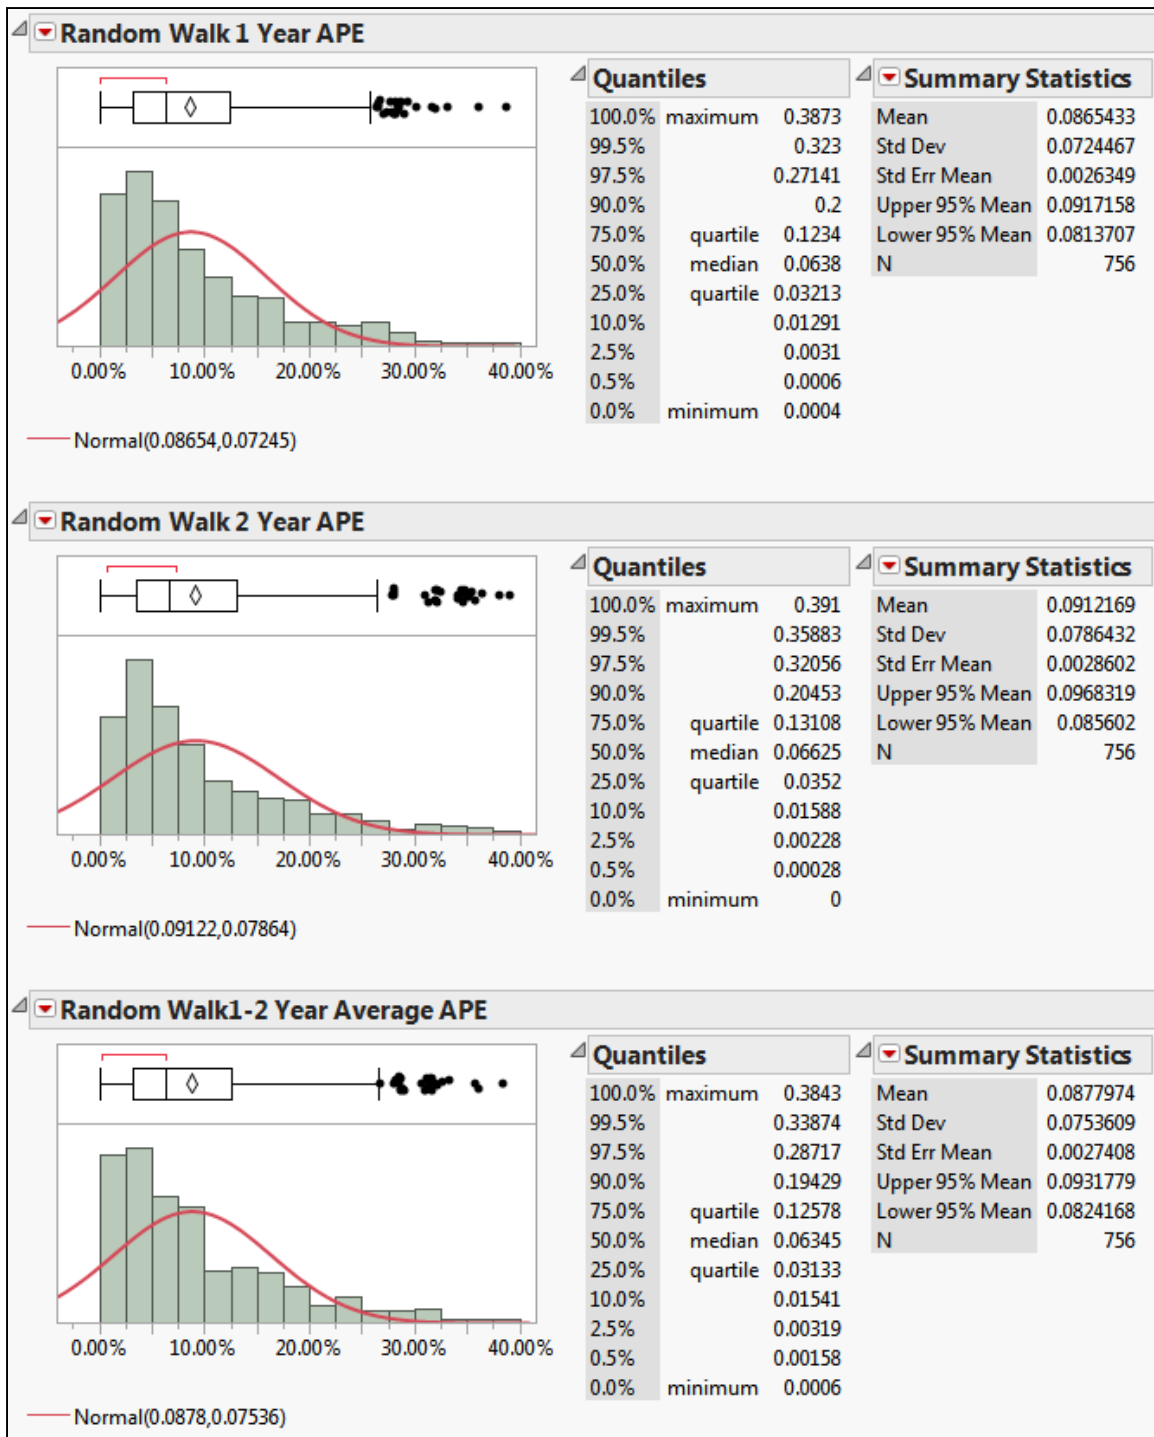 Random Walk 1 Year APE
Quantiles
Summary Statistics
100.0% maximum 0.3873
99.5% 0.323
97.5% 0.27141
90.0% 0.2
75.0% quartile 0.1234
50.0% median 0.0638
25.0% quartile 0.03213
10.0% 0.01291
2.5% 0.0031
0.5% 0.0006
0.0% minimum 0.0004
Mean 0.0865433
Std Dev 0.0724467
Std Err Mean 0.0026349
Upper 95% Mean 0.0917158
Lower 95% Mean 0.0813707
N 756
0.00% 10.00% 20.00% 30.00% 40.00%
Normal(0.08654,0.07245)
Random Walk 2 Year APE
Quantiles
Summary Statistics
100.0% maximum 0.391
99.5% 0.35883
97.5% 0.32056
90.0% 0.20453
75.0% quartile 0.13108
50.0% median 0.06625
25.0% quartile 0.0352
10.0% 0.01588
2.5% 0.00228
0.5% 0.00028
0.0% minimum 0
Mean 0.0912169
Std Dev 0.0786432
Std Err Mean 0.0028602
Upper 95% Mean 0.0968319
Lower 95% Mean 0.085602
N 756
0.00% 10.00% 20.00% 30.00% 40.00%
Normal(0.09122,0.07864)
Random Walk1-2 Year Average APE
Quantiles
Summary Statistics
100.0% maximum 0.3843
99.5% 0.33874
97.5% 0.28717
90.0% 0.19429
75.0% quartile 0.12578
50.0% median 0.06345
25.0% quartile 0.03133
10.0% 0.01541
2.5% 0.00319
0.5% 0.00158
0.0% minimum 0.0006
Mean 0.0877974
Std Dev 0.0753609
Std Err Mean 0.0027408
Upper 95% Mean 0.0931779
Lower 95% Mean 0.0824168
N 756
0.00% 10.00% 20.00% 30.00% 40.00%
Normal(0.0878,0.07536)